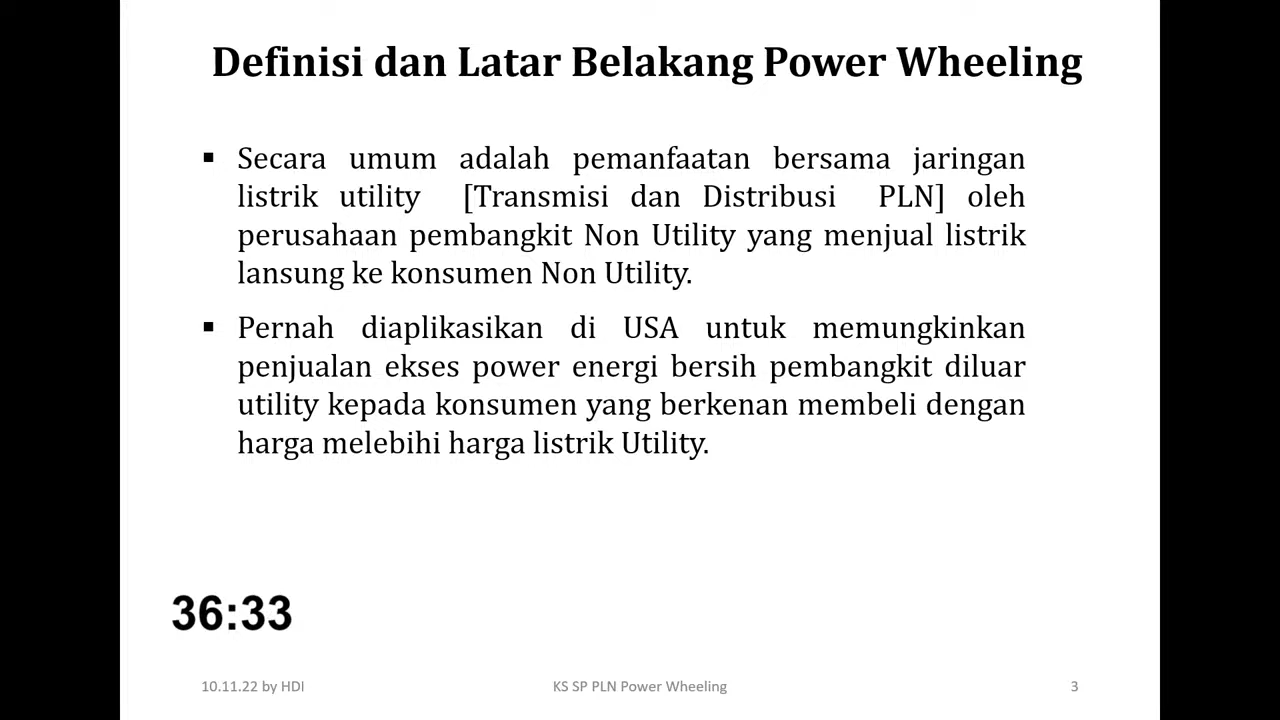 Definisi dan Latar Belakang Power Wheeling
▪ Secara umum adalah pemanfaatan bersama jaringan
listrik utility [Transmisi dan Distribusi PLN] oleh
perusahaan pembangkit Non Utility yang menjual listrik
lansung ke konsumen Non Utility.
▪ Pernah diaplikasikan di USA untuk memungkinkan
penjualan ekses power energi bersih pembangkit diluar
utility kepada konsumen yang berkenan membeli dengan
harga melebihi harga listrik Utility.
36:33
10.11.22 by HDI
KS SP PLN Power Wheeling
3